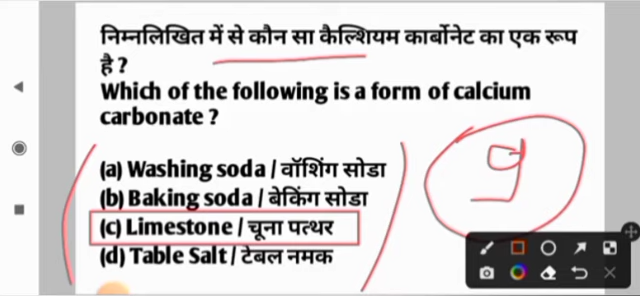 निम्नलिखित में से कौन सा कैल्शियम कार्बोनेट का एक रूप
है ?
Which of the following is a form of calcium
carbonate ?
(a) Washing soda / वॉशिंग सोडा
(b) Baking soda / बेकिंग सोडा
(c) Limestone / चूना पत्थर
(d) Table Salt / टेबल नमक